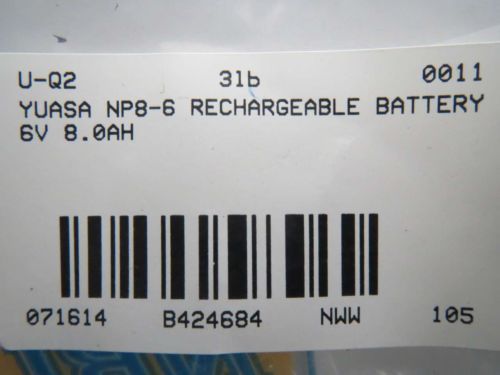 U-Q2 3lb 0011
YUASA NP8-6 RECHARGEABLE BATTERY
6V 8.0AH
071614 B424684 NWW 105